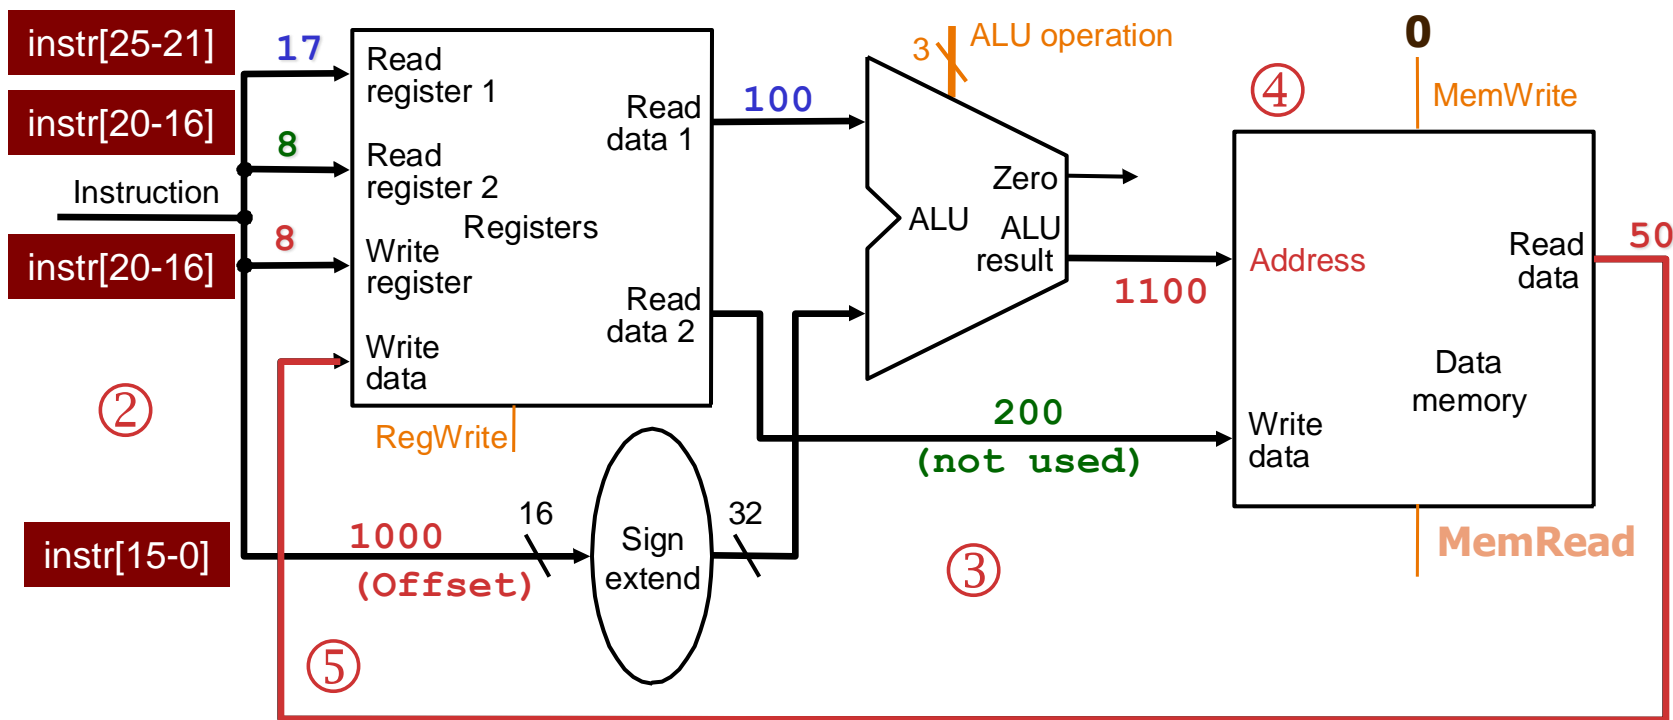 instr[25-21]
17
Read
register 1
3
ALU operation
0
④
MemWrite
instr[20-16]
8
Read
register 2
Read
data 1
100
Instruction
Registers
Zero
ALU
ALU
result
instr[20-16]
8
Write
register
Address
Read
data
50
1100
Read
data 2
Write
data
Data
memory
②
RegWrite
200
(not used)
Write
data
instr[15-0]
1000
(Offset)
16
Sign
extend
32
③
MemRead
⑤